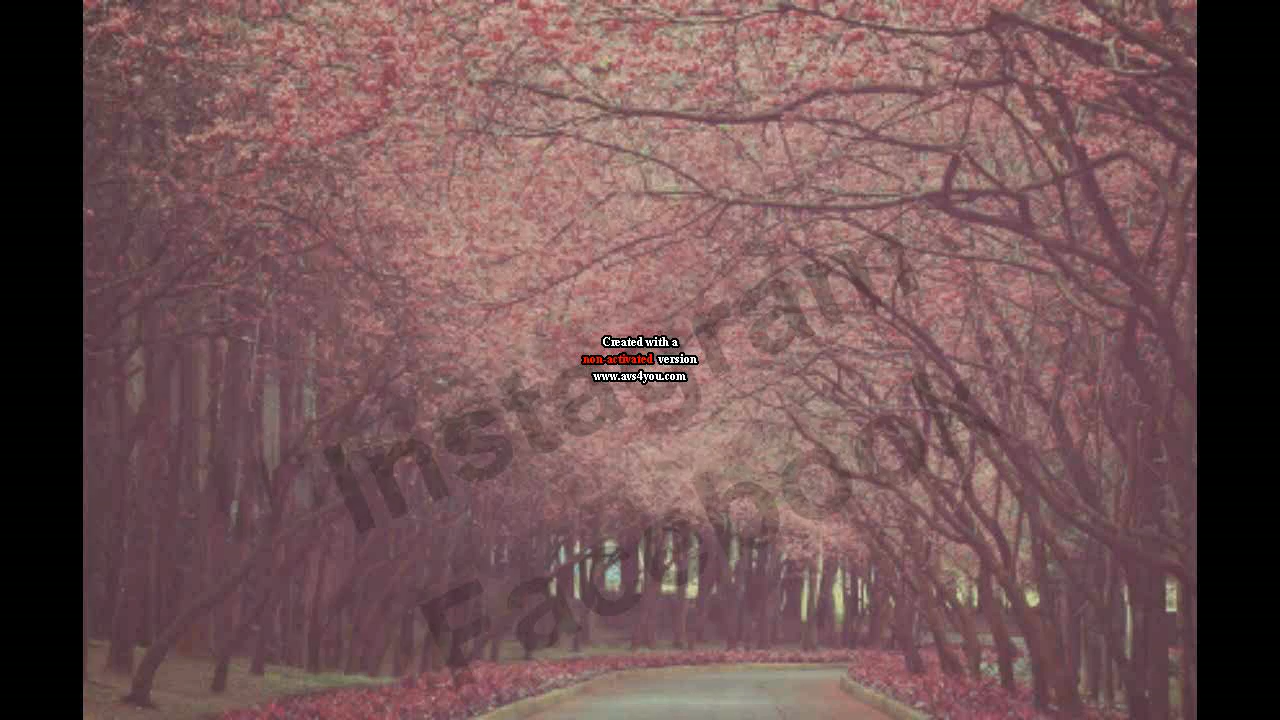 Instagram
Created with a
non-activated version
www.avs4you.com
Facebook